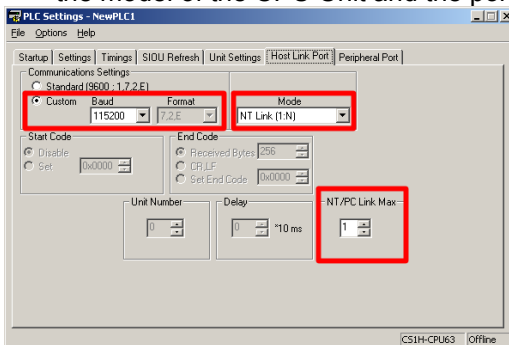 the model of the CPU Unit and the por
PLC Settings - NewPLC1
File Options Help
Startup Settings Timings SIOU Refresh Unit Settings Host Link Port Peripheral Port
Communications Settings
Standard (9600 ; 1,7,2,E)
Custom Baud Format Mode
115200 7,2,E NT Link (1:N)
Start Code End Code
Disable Received Bytes 256
Set 0x0000 CR,LF
Set End Code 0x0000
Unit Number Delay NT/PC Link Max
0 0 *10 ms 1
CS1H-CPU63 Offline